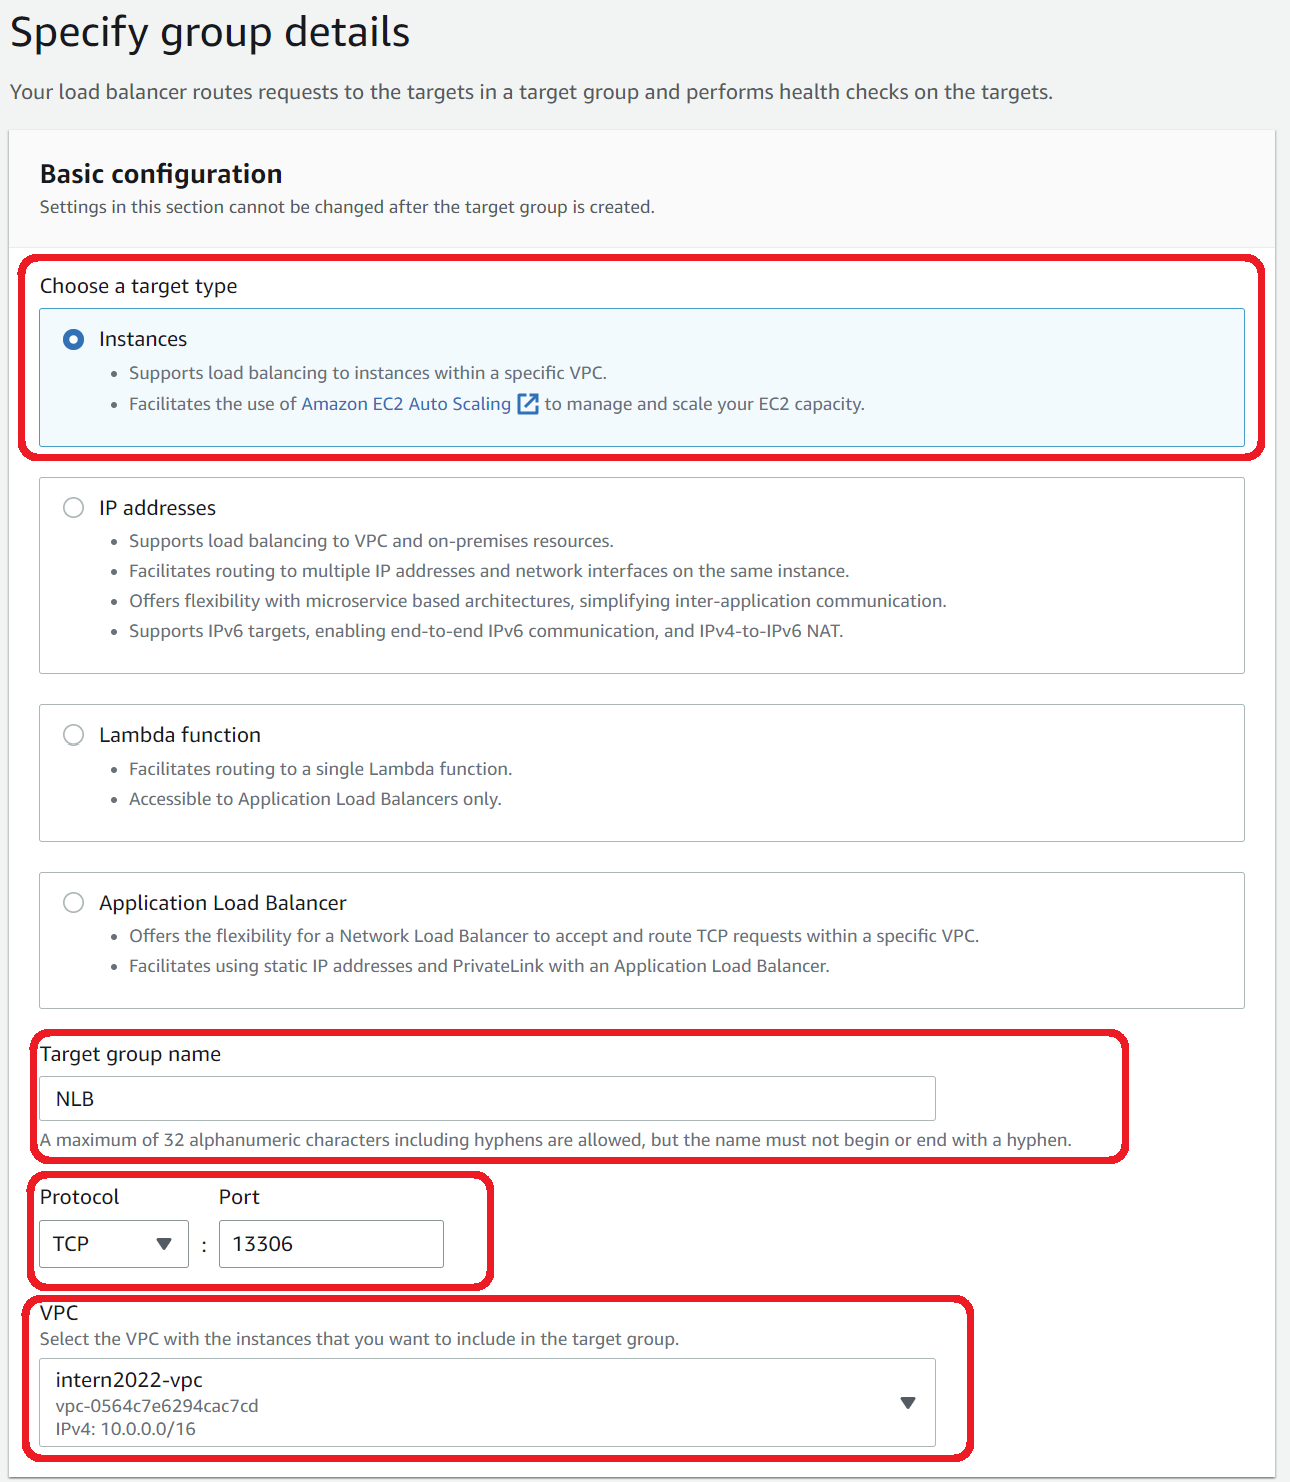 Specify group details
Your load balancer routes requests to the targets in a target group and performs health checks on the targets.
Basic configuration
Settings in this section cannot be changed after the target group is created.
Choose a target type
Instances
• Supports load balancing to instances within a specific VPC.
• Facilitates the use of Amazon EC2 Auto Scaling to manage and scale your EC2 capacity.
IP addresses
• Supports load balancing to VPC and on-premises resources.
• Facilitates routing to multiple IP addresses and network interfaces on the same instance.
• Offers flexibility with microservice based architectures, simplifying inter-application communication.
• Supports IPv6 targets, enabling end-to-end IPv6 communication, and IPv4-to-IPv6 NAT.
Lambda function
• Facilitates routing to a single Lambda function.
• Accessible to Application Load Balancers only.
Application Load Balancer
• Offers the flexibility for a Network Load Balancer to accept and route TCP requests within a specific VPC.
• Facilitates using static IP addresses and PrivateLink with an Application Load Balancer.
Target group name
NLB
A maximum of 32 alphanumeric characters including hyphens are allowed, but the name must not begin or end with a hyphen.
Protocol Port
TCP : 13306
VPC
Select the VPC with the instances that you want to include in the target group.
intern2022-vpc
vpc-0564c7e6294cac7cd
IPv4: 10.0.0.0/16